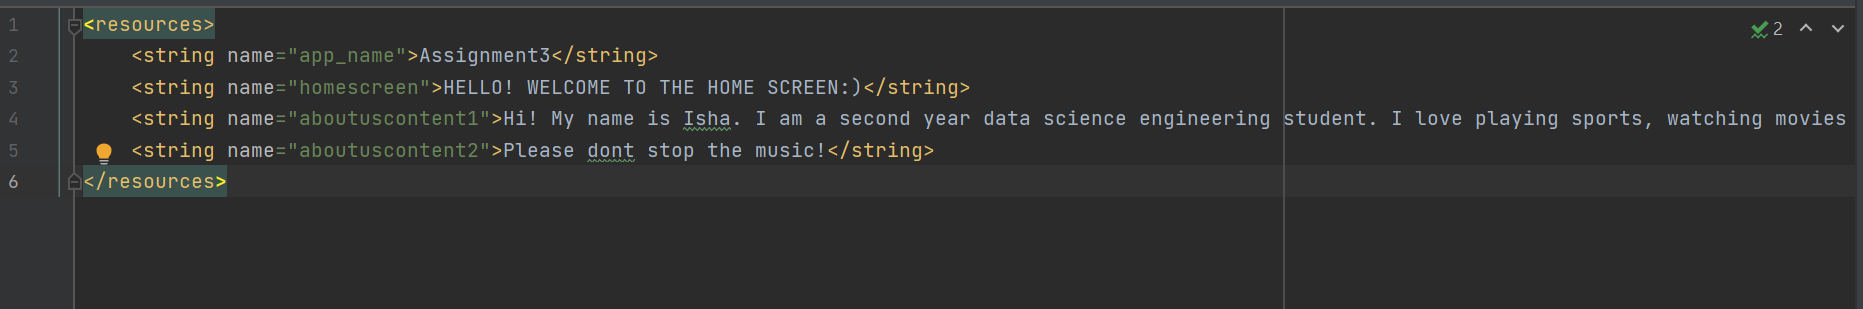 1 <resources>
2 <string name="app_name">Assignment3</string>
3 <string name="homescreen">HELLO! WELCOME TO THE HOME SCREEN:)</string>
4 <string name="aboutuscontent1">Hi! My name is Isha. I am a second year data science engineering student. I love playing sports, watching movies
5 <string name="aboutuscontent2">Please dont stop the music!</string>
6 </resources>
2